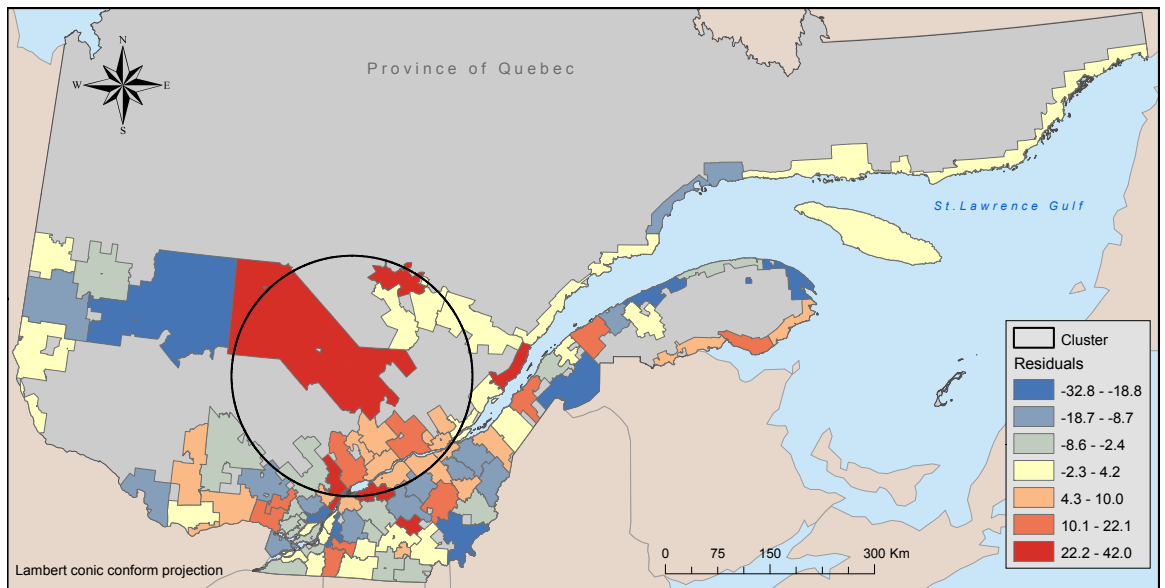 N
W
E
S
Province of Quebec
St.Lawrence Gulf
Cluster
Residuals
-32.8 - -18.8
-18.7 - -8.7
-8.6 - -2.4
-2.3 - 4.2
4.3 - 10.0
10.1 - 22.1
22.2 - 42.0
0 75 150 300 Km
Lambert conic conform projection